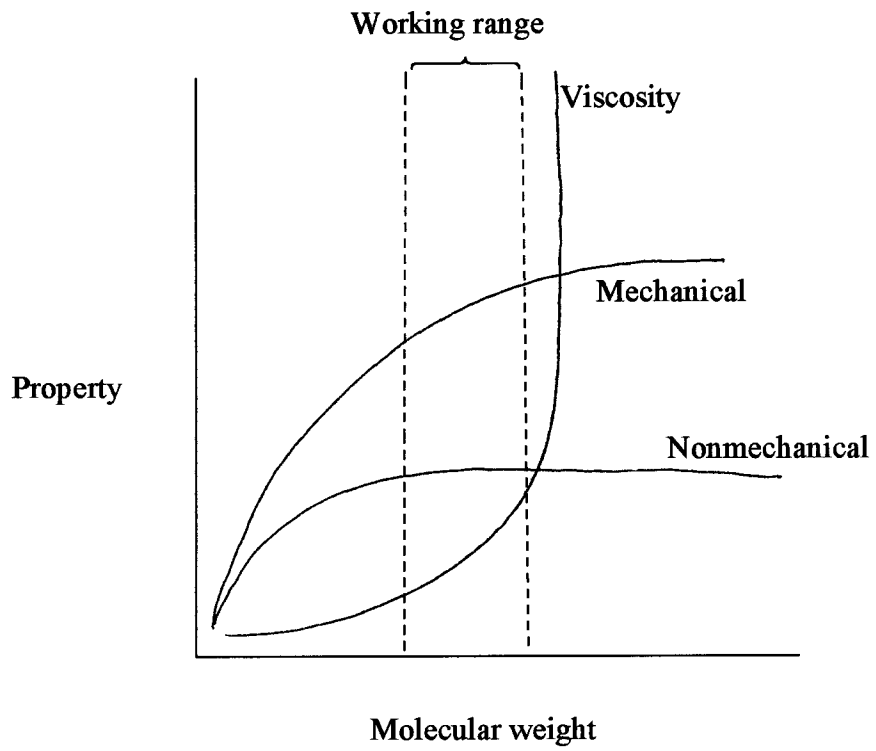 Working range
Viscosity
Mechanical
Property
Nonmechanical
Molecular weight